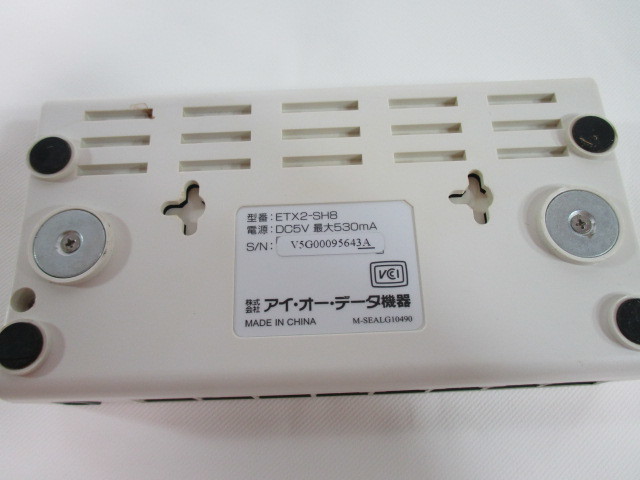 型番：ETX2-SH8
電源：DC5V 最大530mA
S/N： V5G00095643A
VCI
株式会社 アイ・オー・データ機器
MADE IN CHINA M-SEALG10490